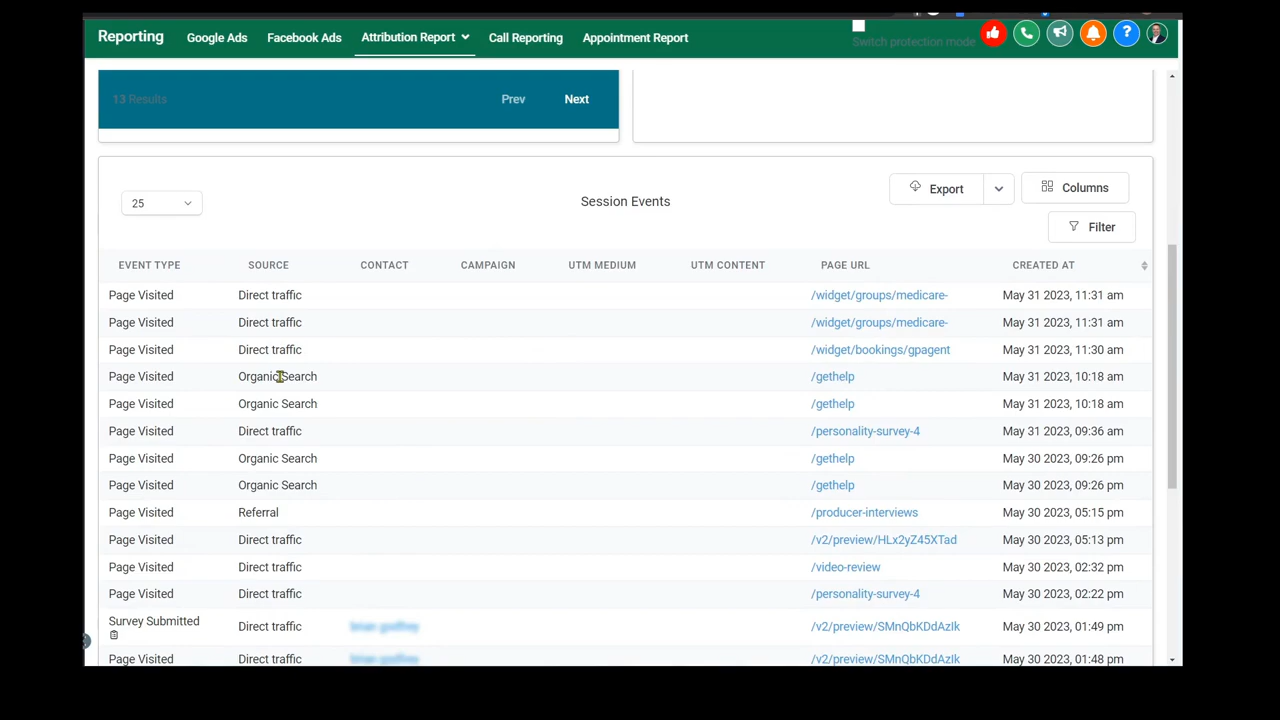 Reporting Google Ads Facebook Ads Attribution Report Call Reporting Appointment Report
Switch protection mode
13 Results Prev Next
25 Session Events Export Columns
Filter
EVENT TYPE SOURCE CONTACT CAMPAIGN UTM MEDIUM UTM CONTENT PAGE URL CREATED AT
Page Visited Direct traffic /widget/groups/medicare- May 31 2023, 11:31 am
Page Visited Direct traffic /widget/groups/medicare- May 31 2023, 11:31 am
Page Visited Direct traffic /widget/bookings/gpagent May 31 2023, 11:30 am
Page Visited Organic Search /gethelp May 31 2023, 10:18 am
Page Visited Organic Search /gethelp May 31 2023, 10:18 am
Page Visited Direct traffic /personality-survey-4 May 31 2023, 09:36 am
Page Visited Organic Search /gethelp May 30 2023, 09:26 pm
Page Visited Organic Search /gethelp May 30 2023, 09:26 pm
Page Visited Referral /producer-interviews May 30 2023, 05:15 pm
Page Visited Direct traffic /v2/preview/HLx2yZ45XTad May 30 2023, 05:13 pm
Page Visited Direct traffic /video-review May 30 2023, 02:32 pm
Page Visited Direct traffic /personality-survey-4 May 30 2023, 02:22 pm
Survey Submitted Direct traffic /v2/preview/SMnQbKDdAzIk May 30 2023, 01:49 pm
Page Visited Direct traffic /v2/preview/SMnQbKDdAzIk May 30 2023, 01:48 pm